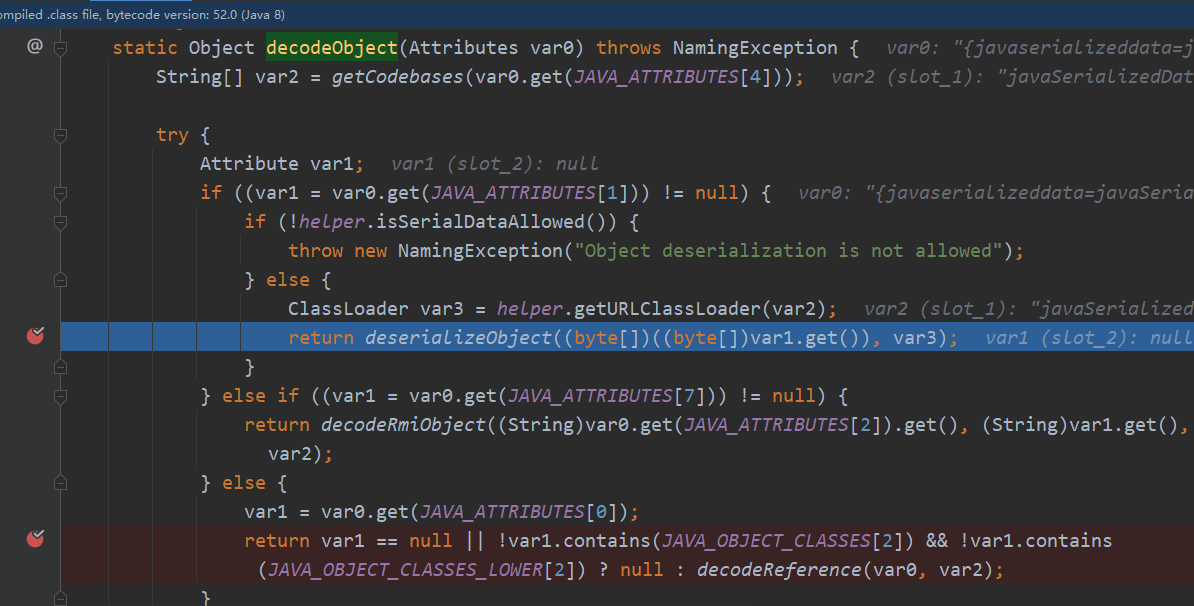 ompiled .class file, bytecode version: 52.0 (Java 8)
@ static Object decodeObject(Attributes var0) throws NamingException {   var0: "{javaserializeddata=j
String[] var2 = getCodebases(var0.get(JAVA_ATTRIBUTES[4]));   var2 (slot_1): "javaSerializedDat
try {
Attribute var1;   var1 (slot_2): null
if ((var1 = var0.get(JAVA_ATTRIBUTES[1])) != null) {   var0: "{javaserializeddata=javaSeria
if (!helper.isSerialDataAllowed()) {
throw new NamingException("Object deserialization is not allowed");
} else {
ClassLoader var3 = helper.getURLClassLoader(var2);   var2 (slot_1): "javaSerialized
return deserializeObject((byte[])((byte[])var1.get()), var3);   var1 (slot_2): null
}
} else if ((var1 = var0.get(JAVA_ATTRIBUTES[7])) != null) {
return decodeRmiObject((String)var0.get(JAVA_ATTRIBUTES[2]).get(), (String)var1.get(),
var2);
} else {
var1 = var0.get(JAVA_ATTRIBUTES[0]);
return var1 == null || !var1.contains(JAVA_OBJECT_CLASSES[2]) && !var1.contains
(JAVA_OBJECT_CLASSES_LOWER[2]) ? null : decodeReference(var0, var2);
}